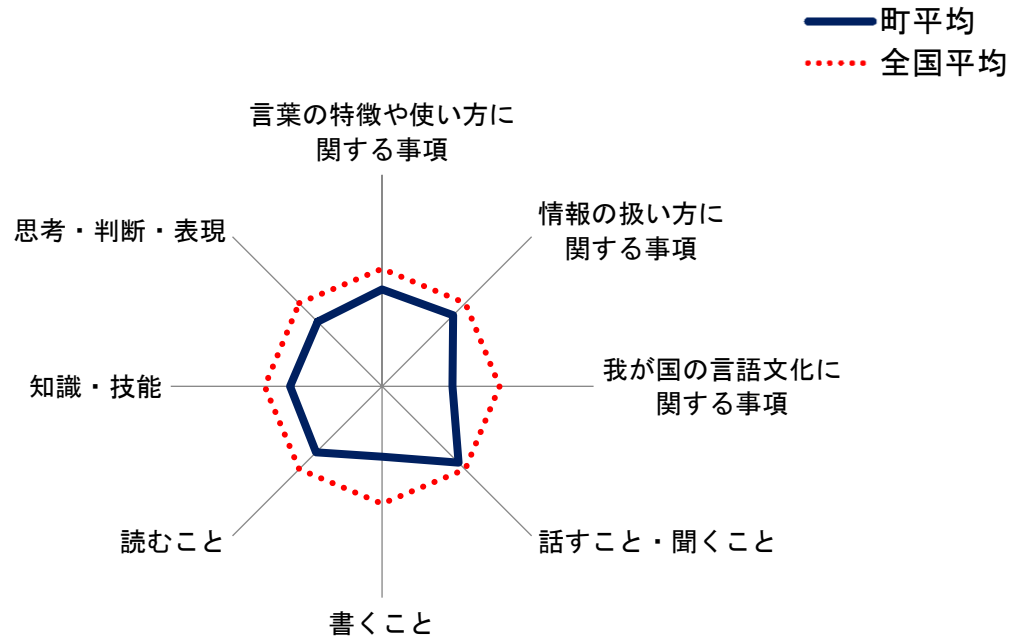 町平均
全国平均
言葉の特徴や使い方に
関する事項
情報の扱い方に
関する事項
我が国の言語文化に
関する事項
話すこと・聞くこと
書くこと
読むこと
知識・技能
思考・判断・表現